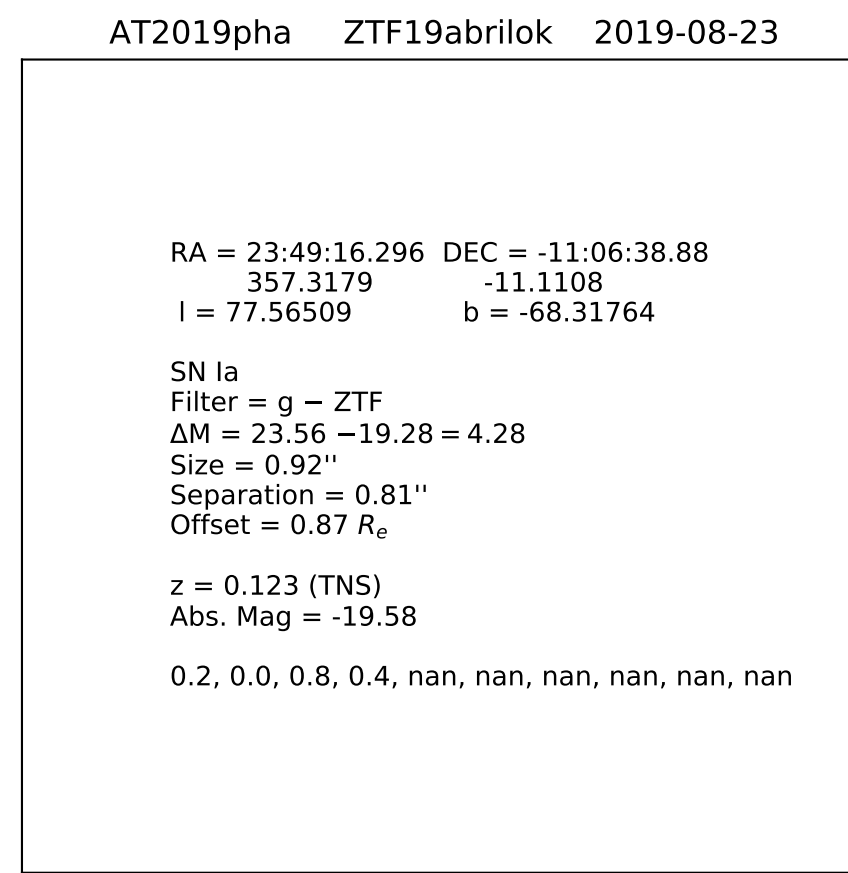 AT2019pha ZTF19abrilok 2019-08-23
RA = 23:49:16.296 DEC = -11:06:38.88
357.3179 -11.1108
l = 77.56509 b = -68.31764
SN Ia
Filter = g − ZTF
ΔM = 23.56 −19.28 = 4.28
Size = 0.92''
Separation = 0.81''
Offset = 0.87 Rₑ
z = 0.123 (TNS)
Abs. Mag = -19.58
0.2, 0.0, 0.8, 0.4, nan, nan, nan, nan, nan, nan